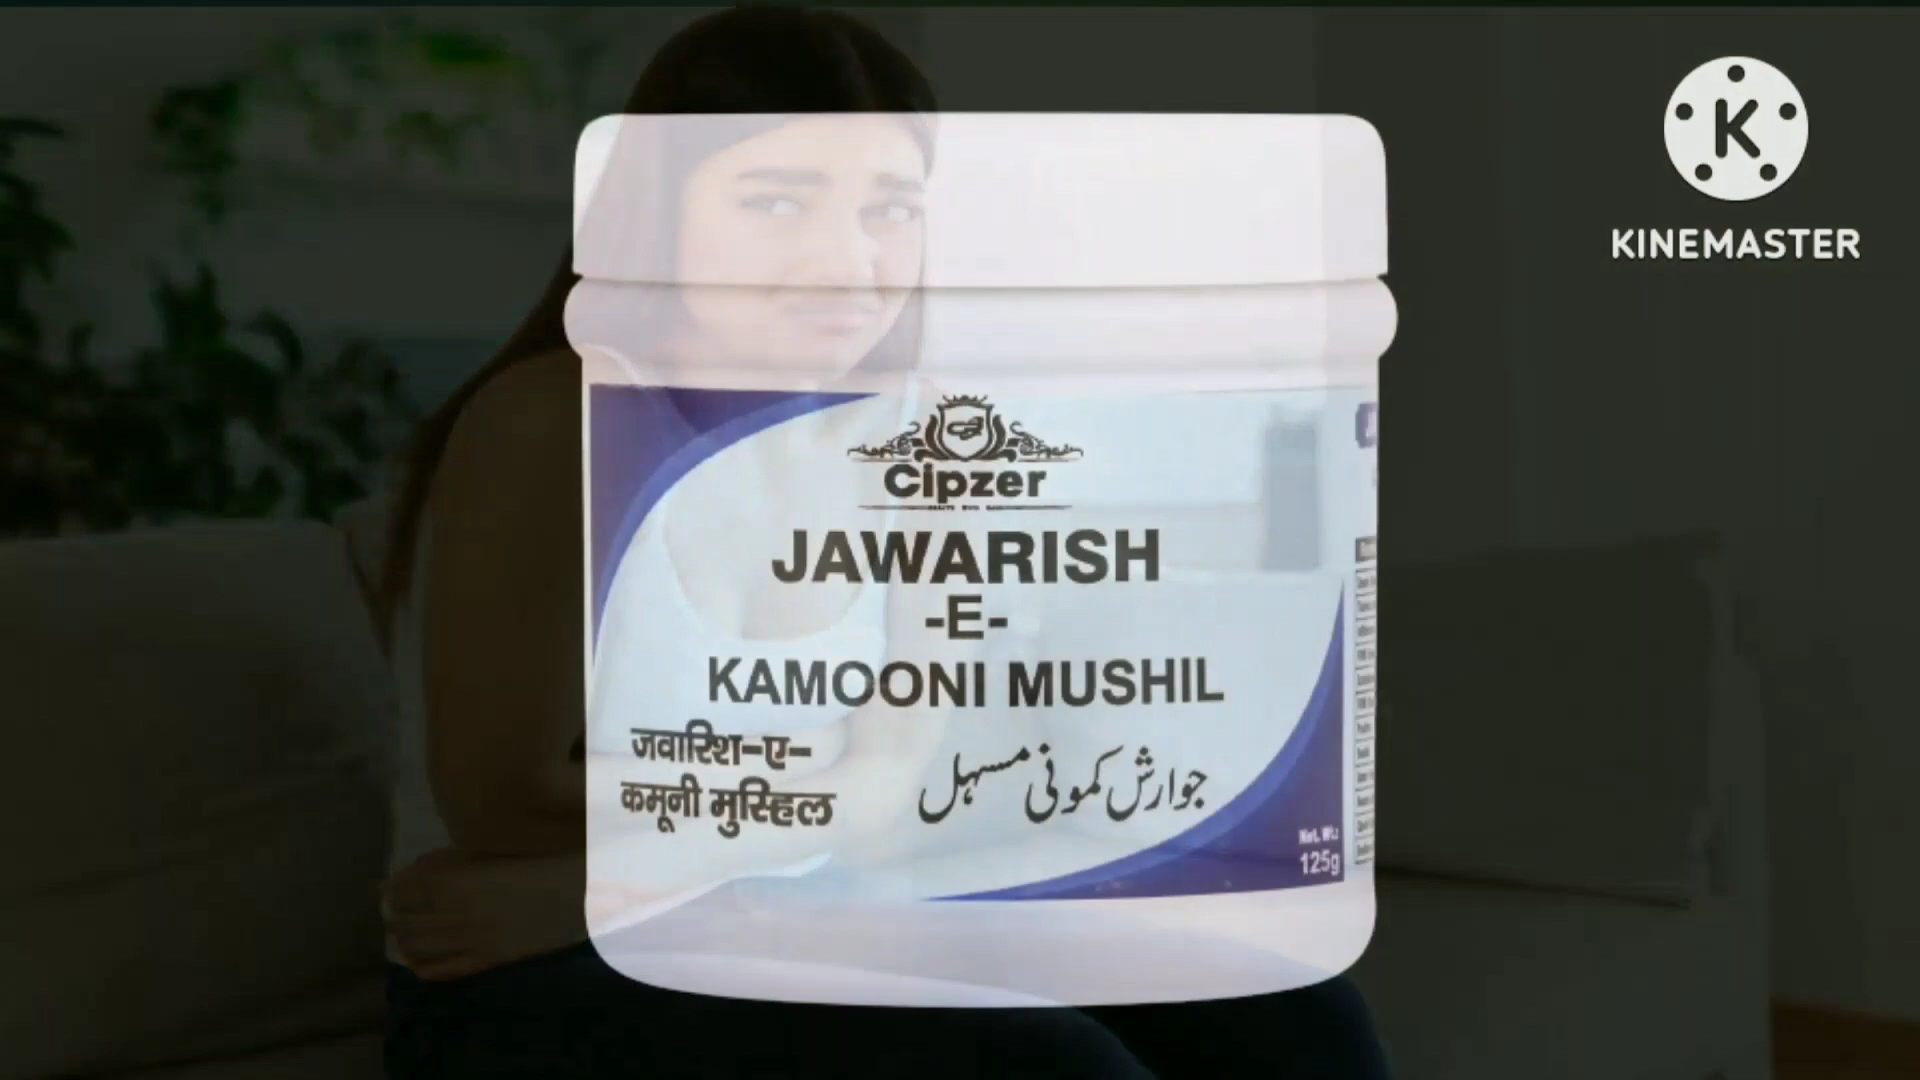 KINEMASTER
Cipzer
JAWARISH
-E-
KAMOONI MUSHIL
जवारिश-ए-
कमूनी मुस्हिल
جوارش کمونی مسہل
Net. Wt.:
125g